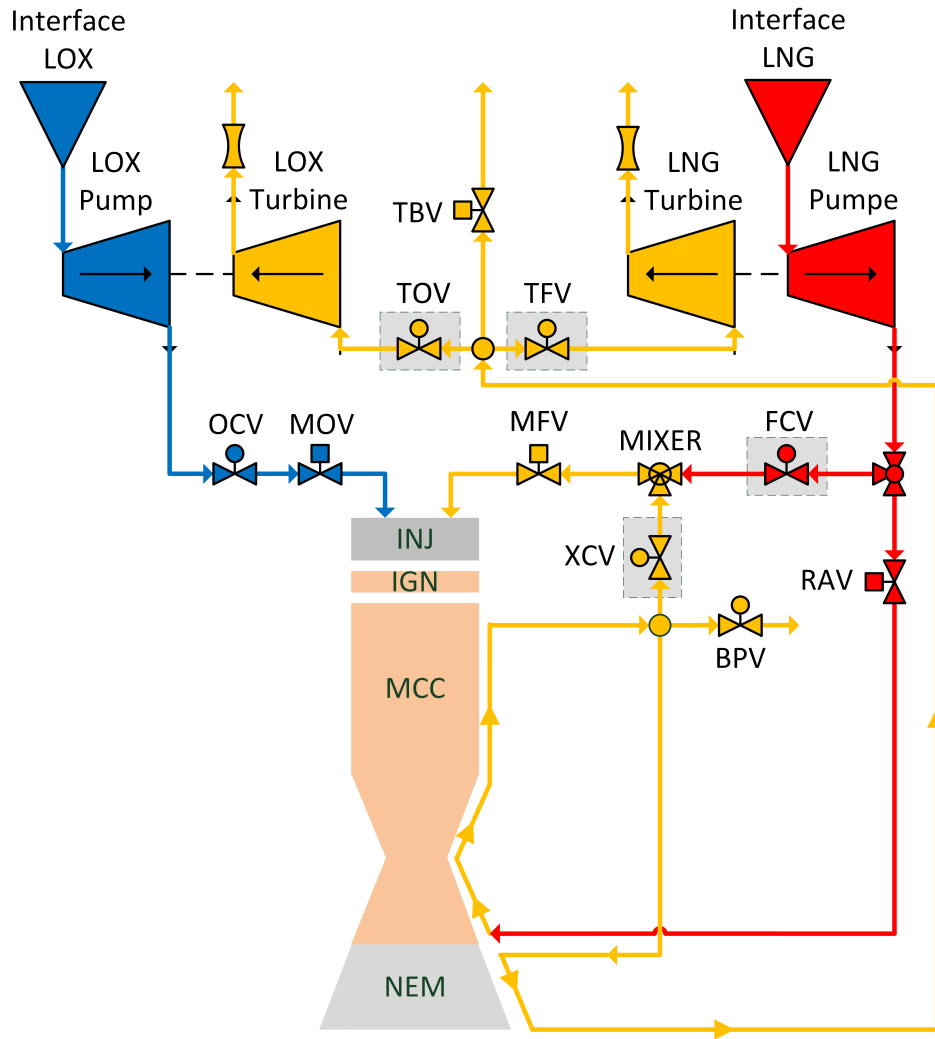 Interface
LOX
Interface
LNG
LOX
Pump
LOX
Turbine
LNG
Turbine
LNG
Pumpe
TBV
TOV
TFV
OCV
MOV
MFV
MIXER
FCV
INJ
IGN
XCV
RAV
BPV
MCC
NEM